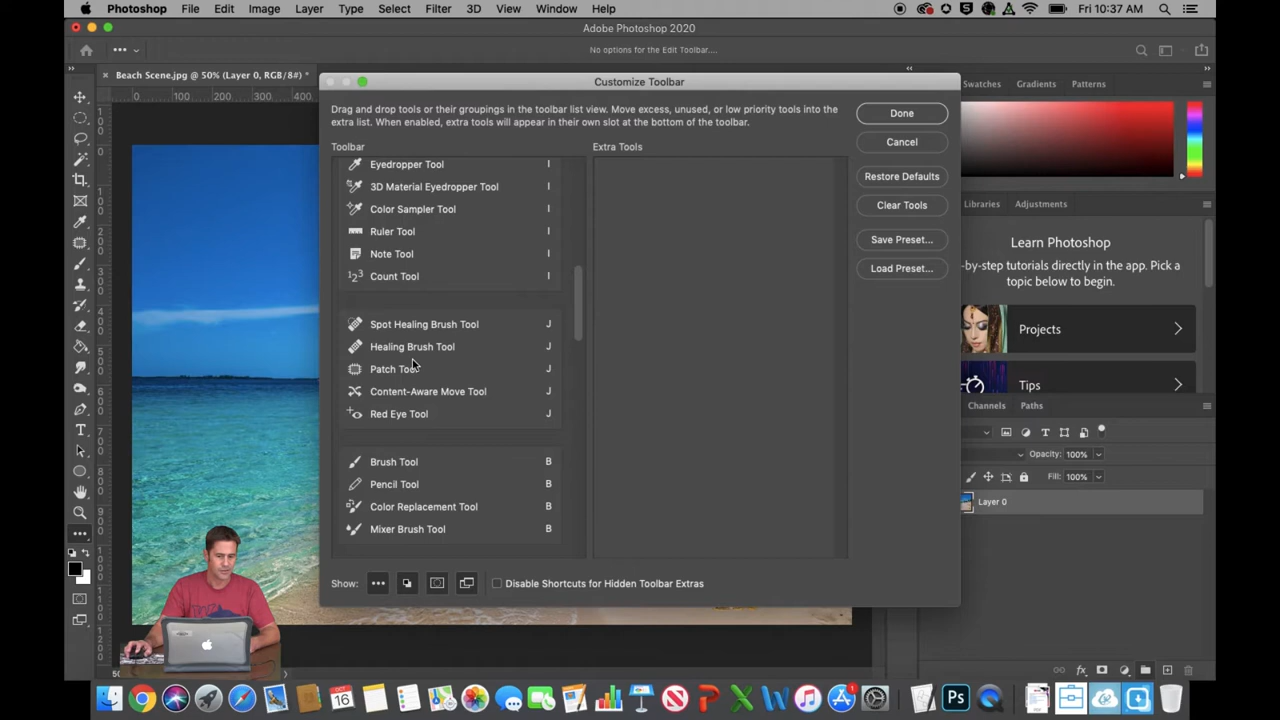 Photoshop File Edit Image Layer Type Select Filter 3D View Window Help Fri 10:37 AM
Adobe Photoshop 2020
No options for the Edit Toolbar....
Beach Scene.jpg @ 50% (Layer 0, RGB/8#) *
Customize Toolbar
Swatches Gradients Patterns
0 100 200 300 400
Drag and drop tools or their groupings in the toolbar list view. Move excess, unused, or low priority tools into the
extra list. When enabled, extra tools will appear in their own slot at the bottom of the toolbar.
Done
Cancel
Toolbar Extra Tools
Eyedropper Tool I
3D Material Eyedropper Tool I
Color Sampler Tool I
Ruler Tool I
Note Tool I
Count Tool I
Spot Healing Brush Tool J
Healing Brush Tool J
Patch Tool J
Content-Aware Move Tool J
Red Eye Tool J
Brush Tool B
Pencil Tool B
Color Replacement Tool B
Mixer Brush Tool B
Restore Defaults
Clear Tools
Save Preset...
Load Preset...
Show: Disable Shortcuts for Hidden Toolbar Extras
Libraries Adjustments
Learn Photoshop
-by-step tutorials directly in the app. Pick a
topic below to begin.
Projects
Tips
Channels Paths
Opacity: 100%
Fill: 100%
Layer 0